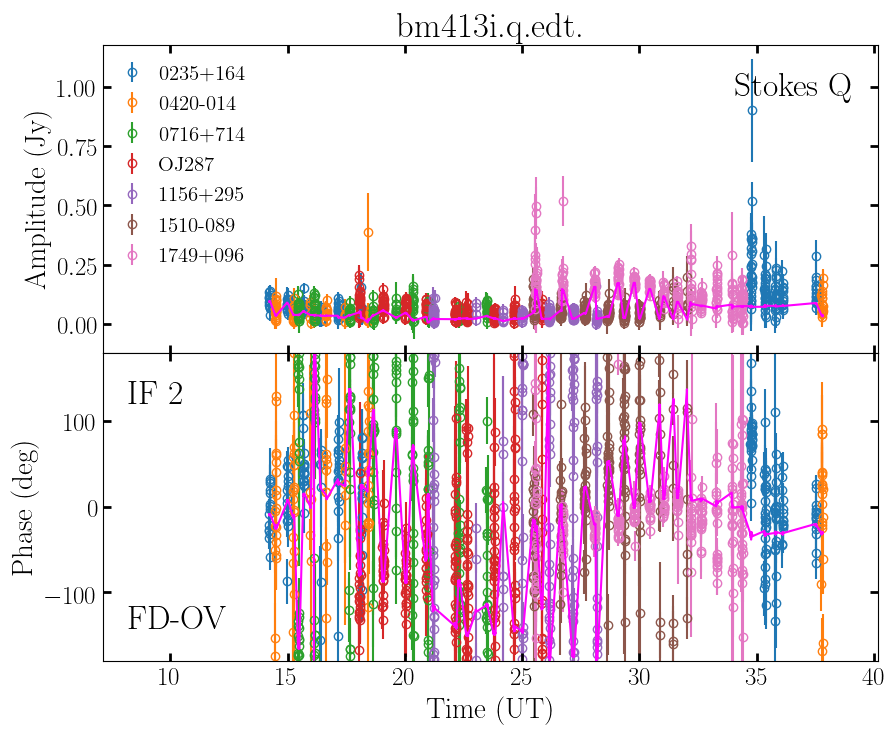 bm413i.q.edt.
Stokes Q
0235+164
0420-014
0716+714
OJ287
1156+295
1510-089
1749+096
Amplitude (Jy)
1.00
0.75
0.50
0.25
0.00
IF 2
FD-OV
Phase (deg)
100
0
−100
10
15
20
25
30
35
40
Time (UT)